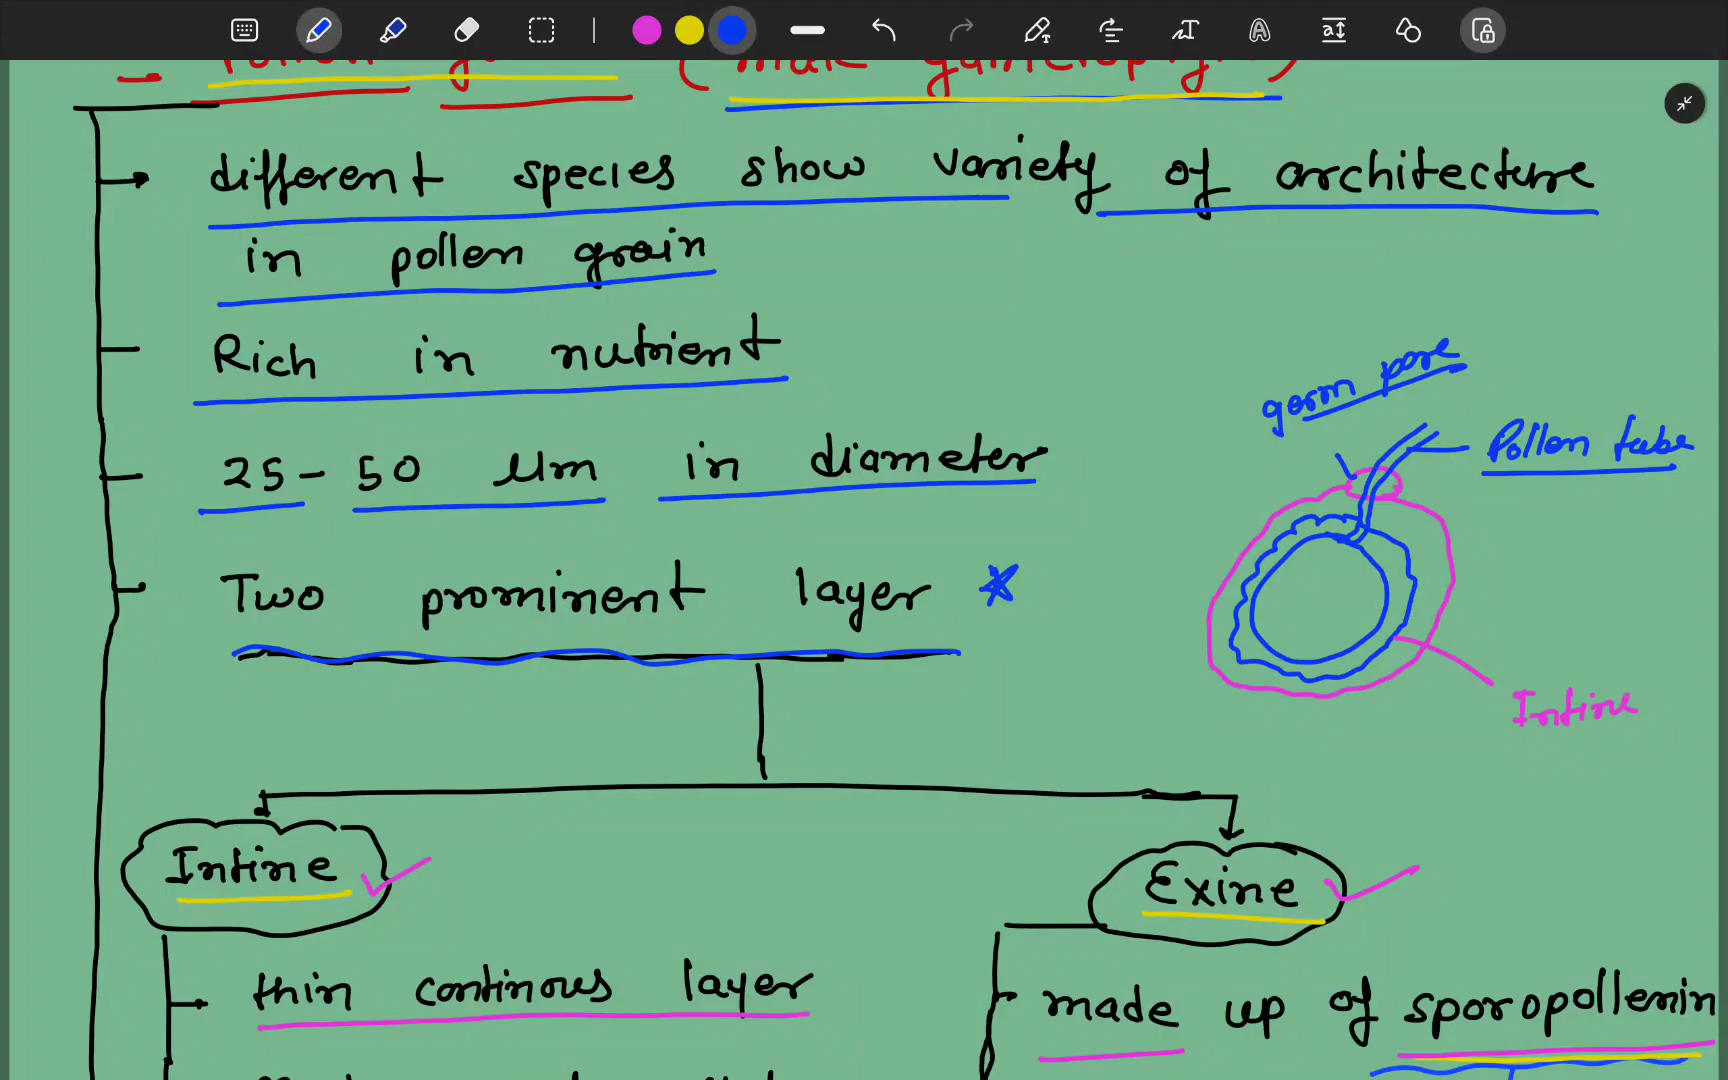 different species show variety of architecture
in pollen grain
Rich in nutrient
25-50 μm in diameter
germ pore
Pollen tube
Two prominent layer
Intine
Intine
Exine
thin continous layer
made up of sporopollenin